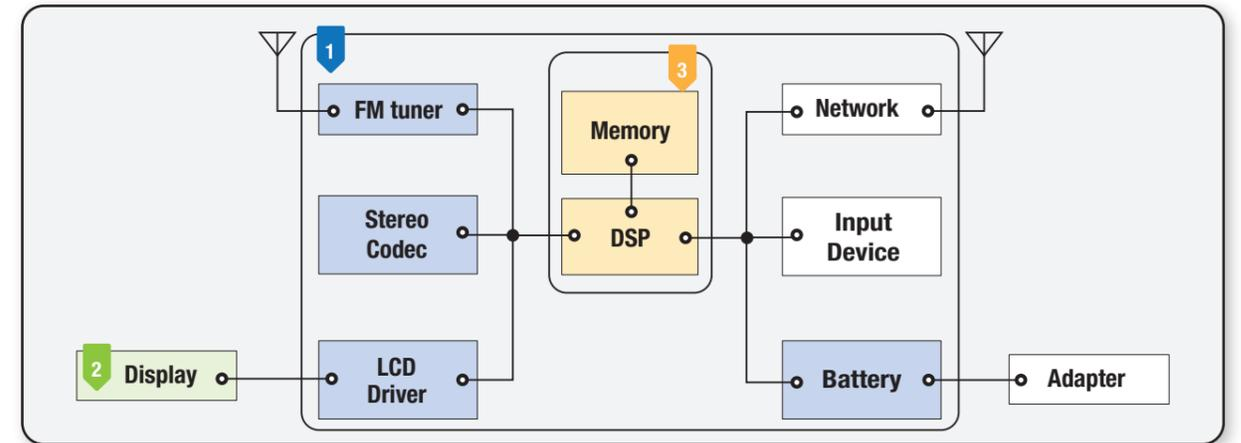 1
3
FM tuner
Memory
Network
Stereo
Codec
DSP
Input
Device
2
Display
LCD
Driver
Battery
Adapter